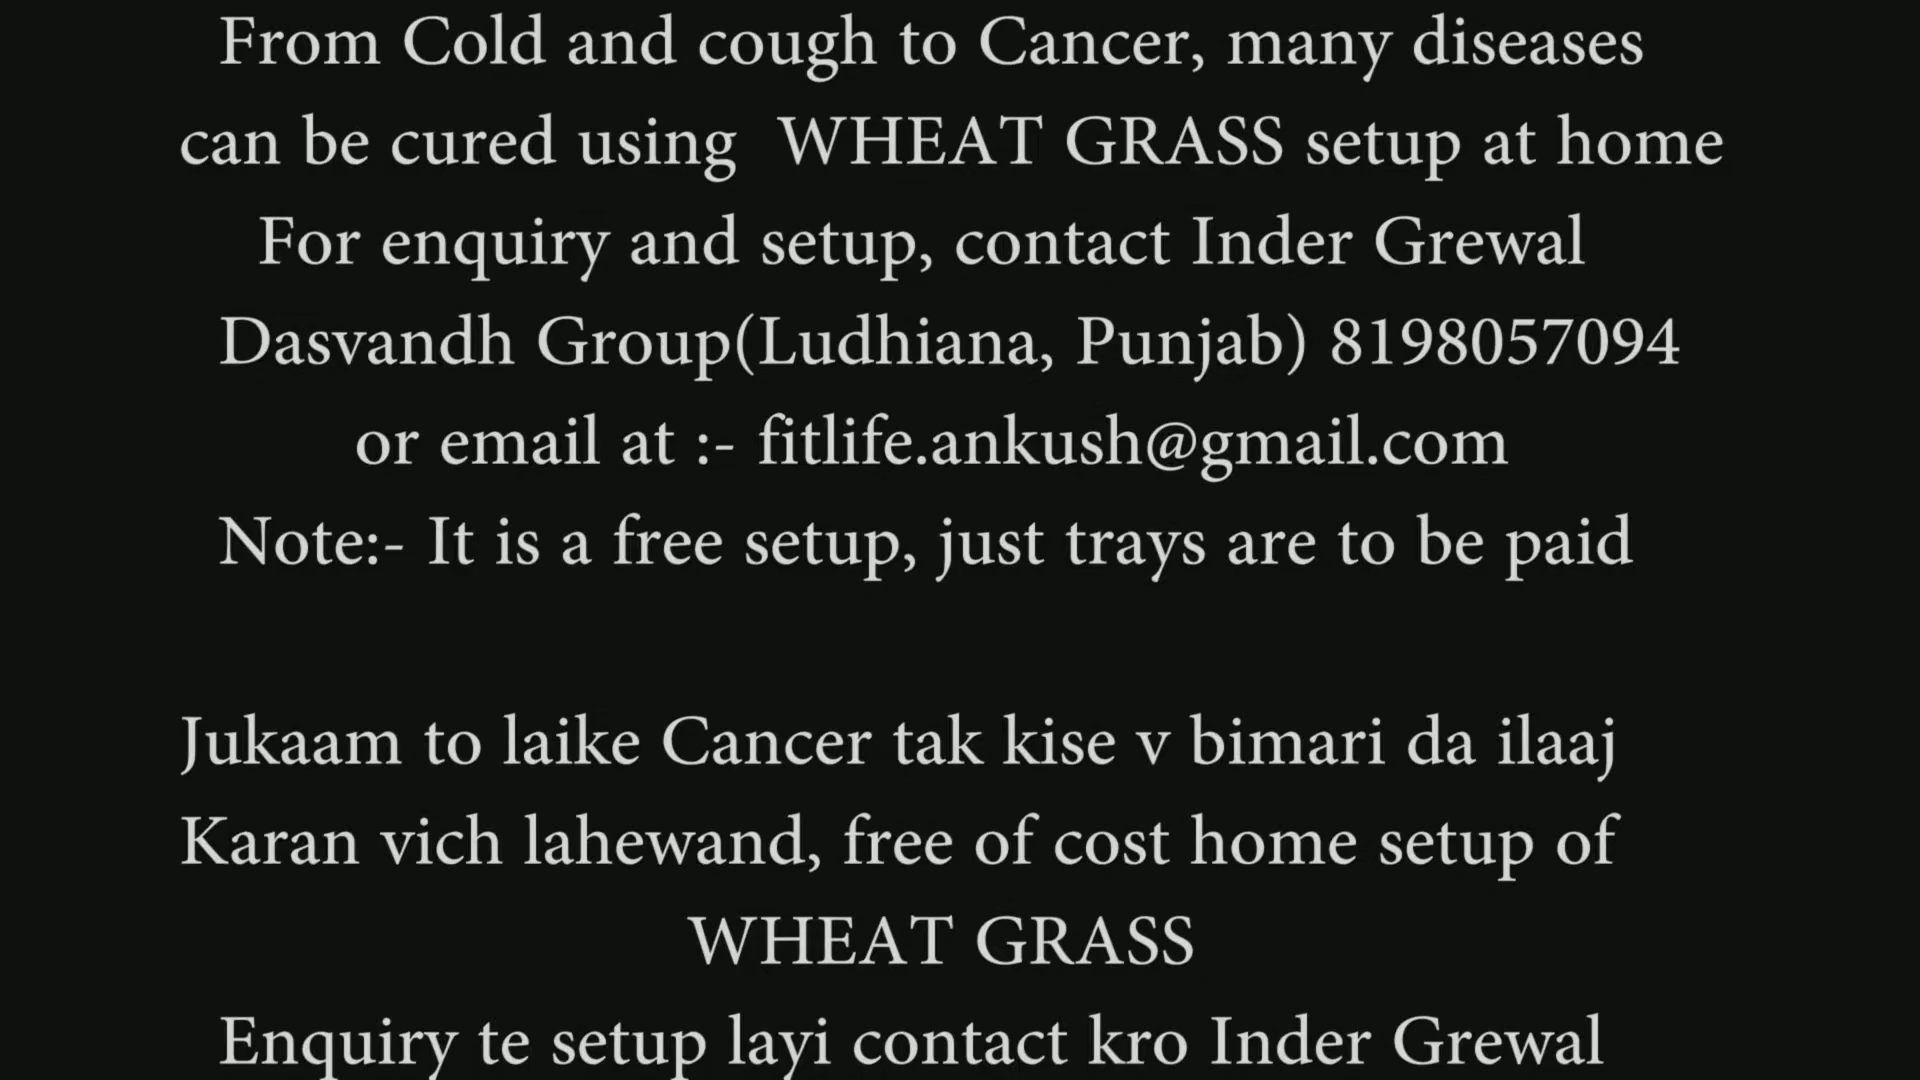 From Cold and cough to Cancer, many diseases
can be cured using  WHEAT GRASS setup at home
For enquiry and setup, contact Inder Grewal
Dasvandh Group(Ludhiana, Punjab) 8198057094
or email at :- fitlife.ankush@gmail.com
Note:- It is a free setup, just trays are to be paid
Jukaam to laike Cancer tak kise v bimari da ilaaj
Karan vich lahewand, free of cost home setup of
WHEAT GRASS
Enquiry te setup layi contact kro Inder Grewal